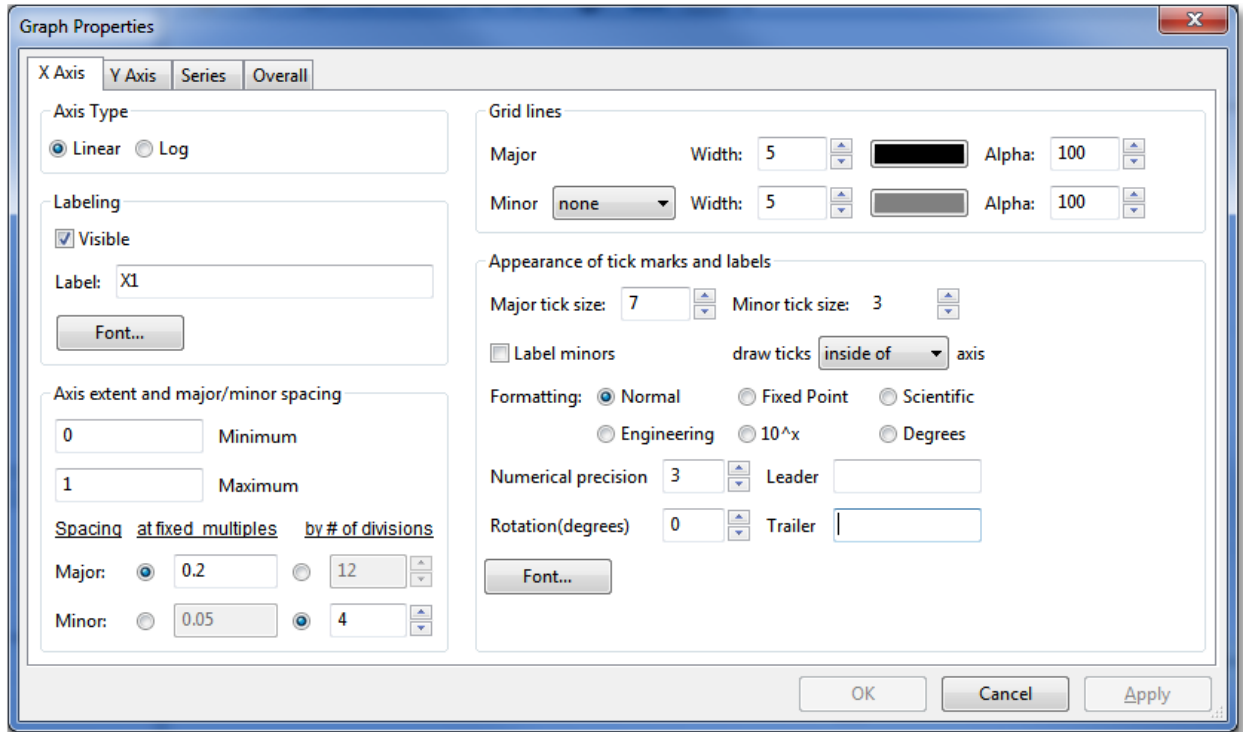 Graph Properties
X Axis Y Axis Series Overall
Axis Type
Linear Log
Labeling
Visible
Label: X1
Font...
Axis extent and major/minor spacing
0 Minimum
1 Maximum
Spacing at fixed multiples by # of divisions
Major: 0.2 12
Minor: 0.05 4
Grid lines
Major Width: 5 Alpha: 100
Minor none Width: 5 Alpha: 100
Appearance of tick marks and labels
Major tick size: 7 Minor tick size: 3
Label minors draw ticks inside of axis
Formatting: Normal Fixed Point Scientific
Engineering 10^x Degrees
Numerical precision 3 Leader
Rotation(degrees) 0 Trailer
Font...
OK Cancel Apply